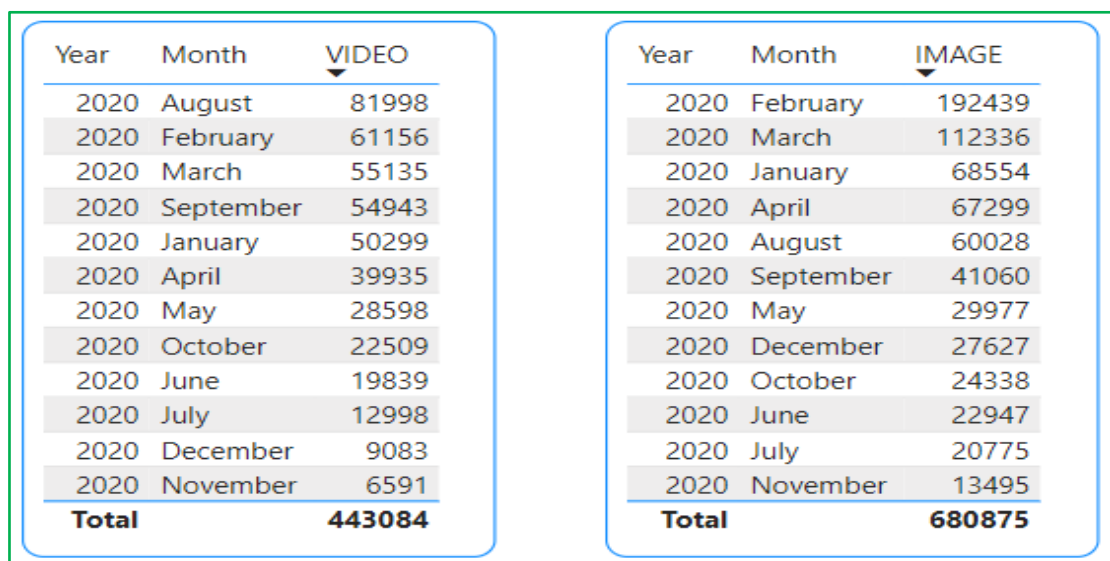 Year Month VIDEO
2020 August 81998
2020 February 61156
2020 March 55135
2020 September 54943
2020 January 50299
2020 April 39935
2020 May 28598
2020 October 22509
2020 June 19839
2020 July 12998
2020 December 9083
2020 November 6591
Total 443084
Year Month IMAGE
2020 February 192439
2020 March 112336
2020 January 68554
2020 April 67299
2020 August 60028
2020 September 41060
2020 May 29977
2020 December 27627
2020 October 24338
2020 June 22947
2020 July 20775
2020 November 13495
Total 680875